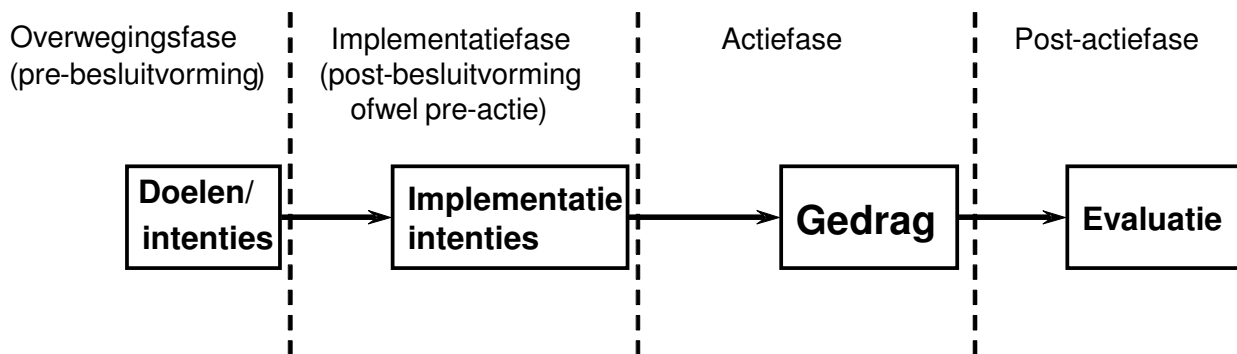 Overwegingsfase
(pre-besluitvorming)
Implementatiefase
(post-besluitvorming
ofwel pre-actie)
Actiefase
Post-actiefase
Doelen/
intenties
Implementatie
intenties
Gedrag
Evaluatie